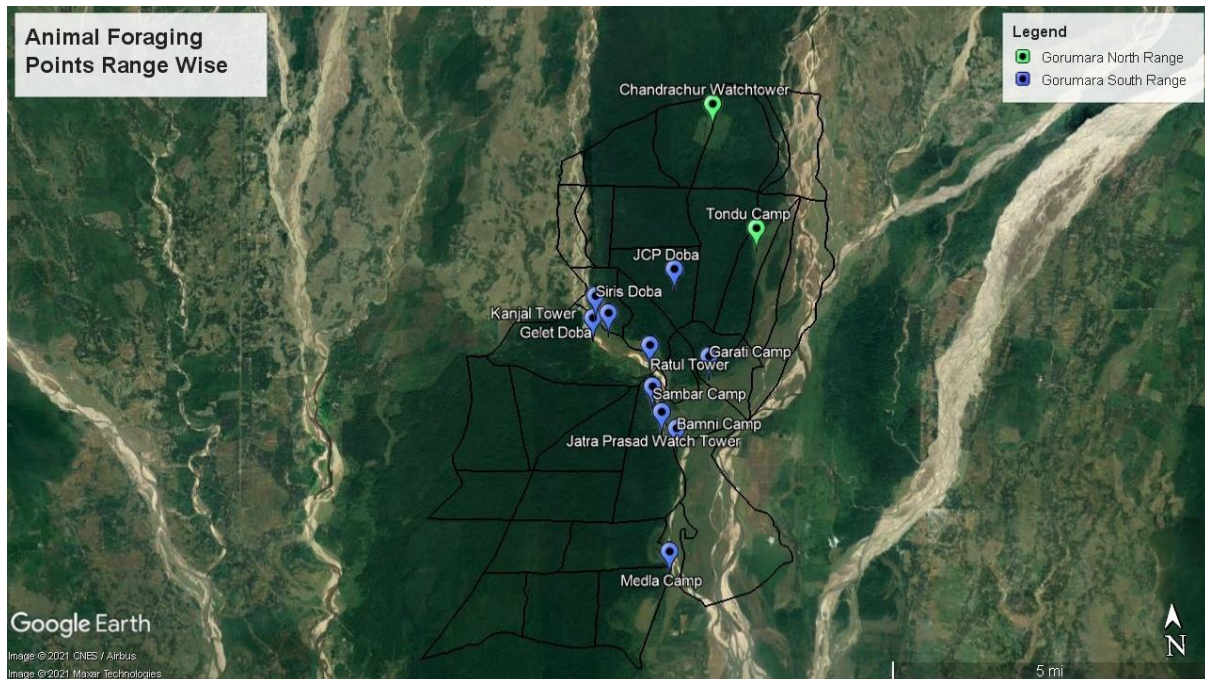 Animal Foraging
Points Range Wise
Legend
Gorumara North Range
Gorumara South Range
Chandrachur Watchtower
Tondu Camp
JCP Doba
Siris Doba
Kanjal Tower
Gelet Doba
Garati Camp
Ratul Tower
Sambar Camp
Bamni Camp
Jatra Prasad Watch Tower
Medla Camp
Google Earth
Image © 2021 CNES / Airbus
Image © 2021 Maxar Technologies
N
5 mi